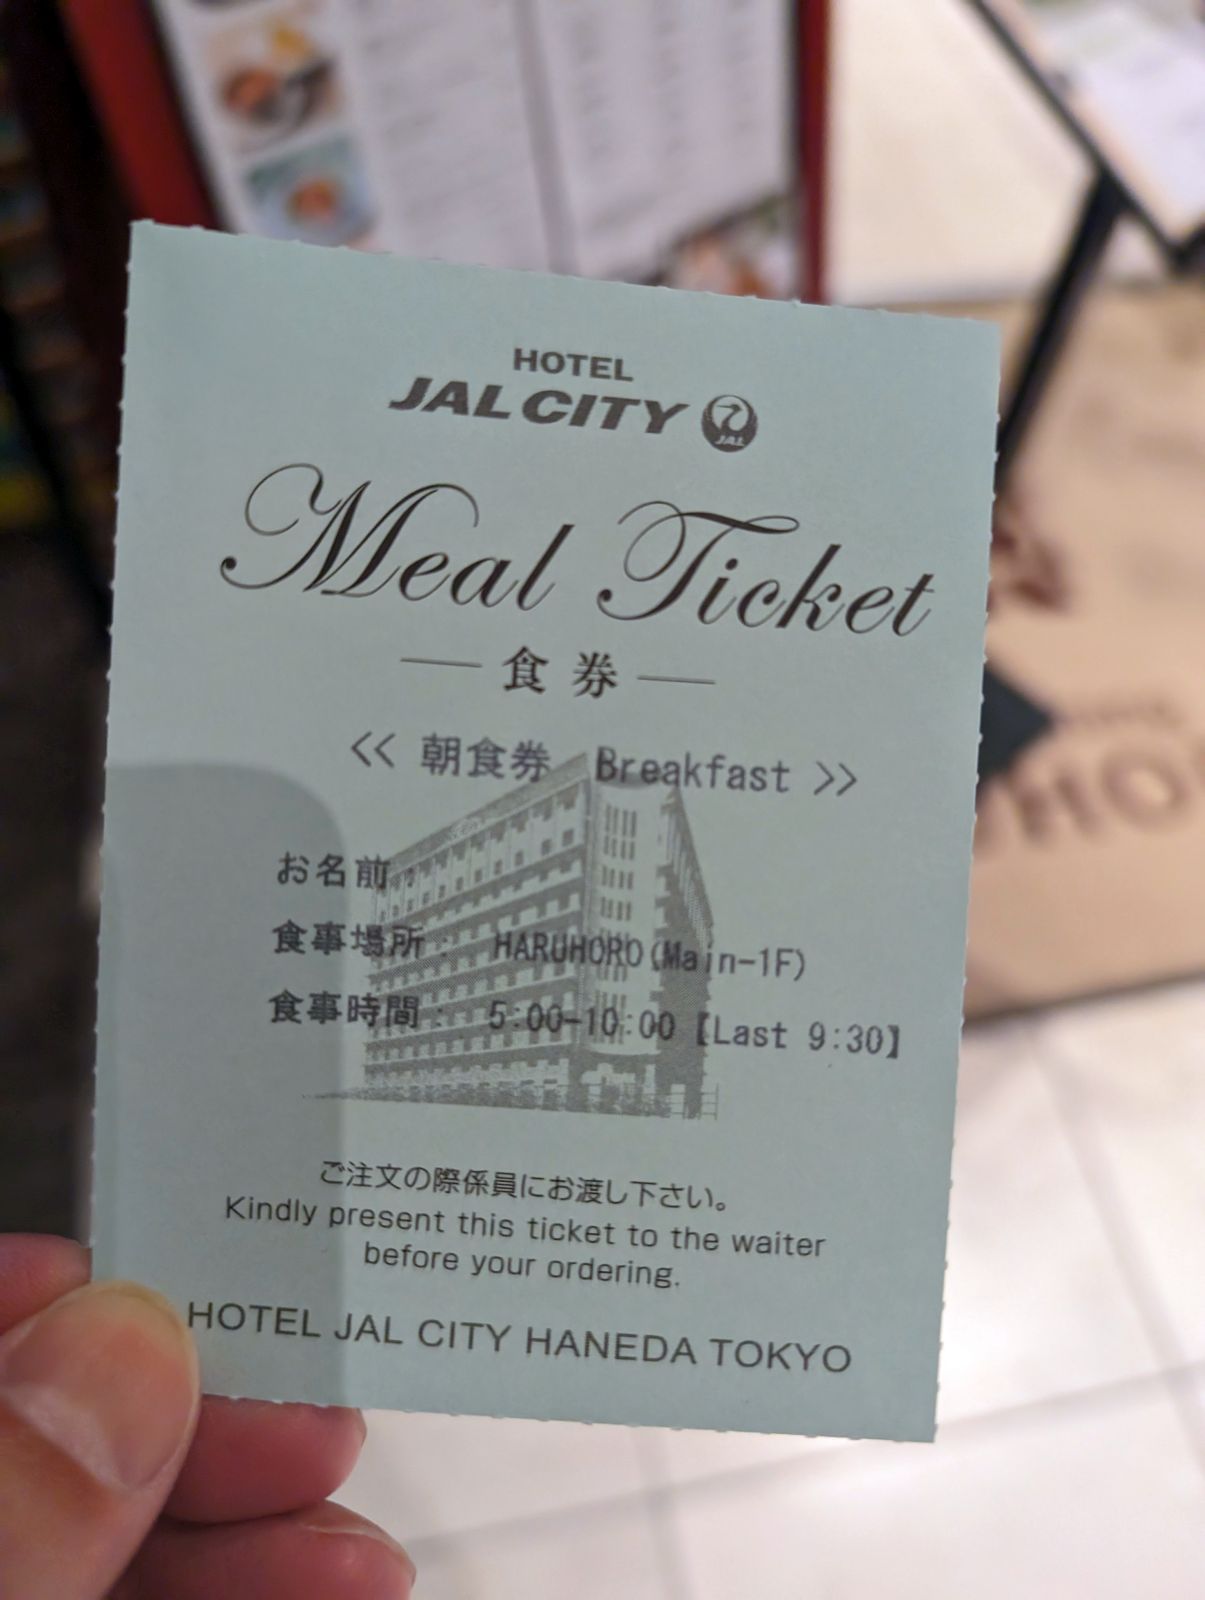 HOTEL
JAL CITY JAL
Meal Ticket
食券
<< 朝食券 Breakfast >>
お名前 :
食事場所 : HARUHORO(Main-1F)
食事時間 : 5:00-10:00【Last 9:30】
ご注文の際係員にお渡し下さい。
Kindly present this ticket to the waiter
before your ordering.
HOTEL JAL CITY HANEDA TOKYO